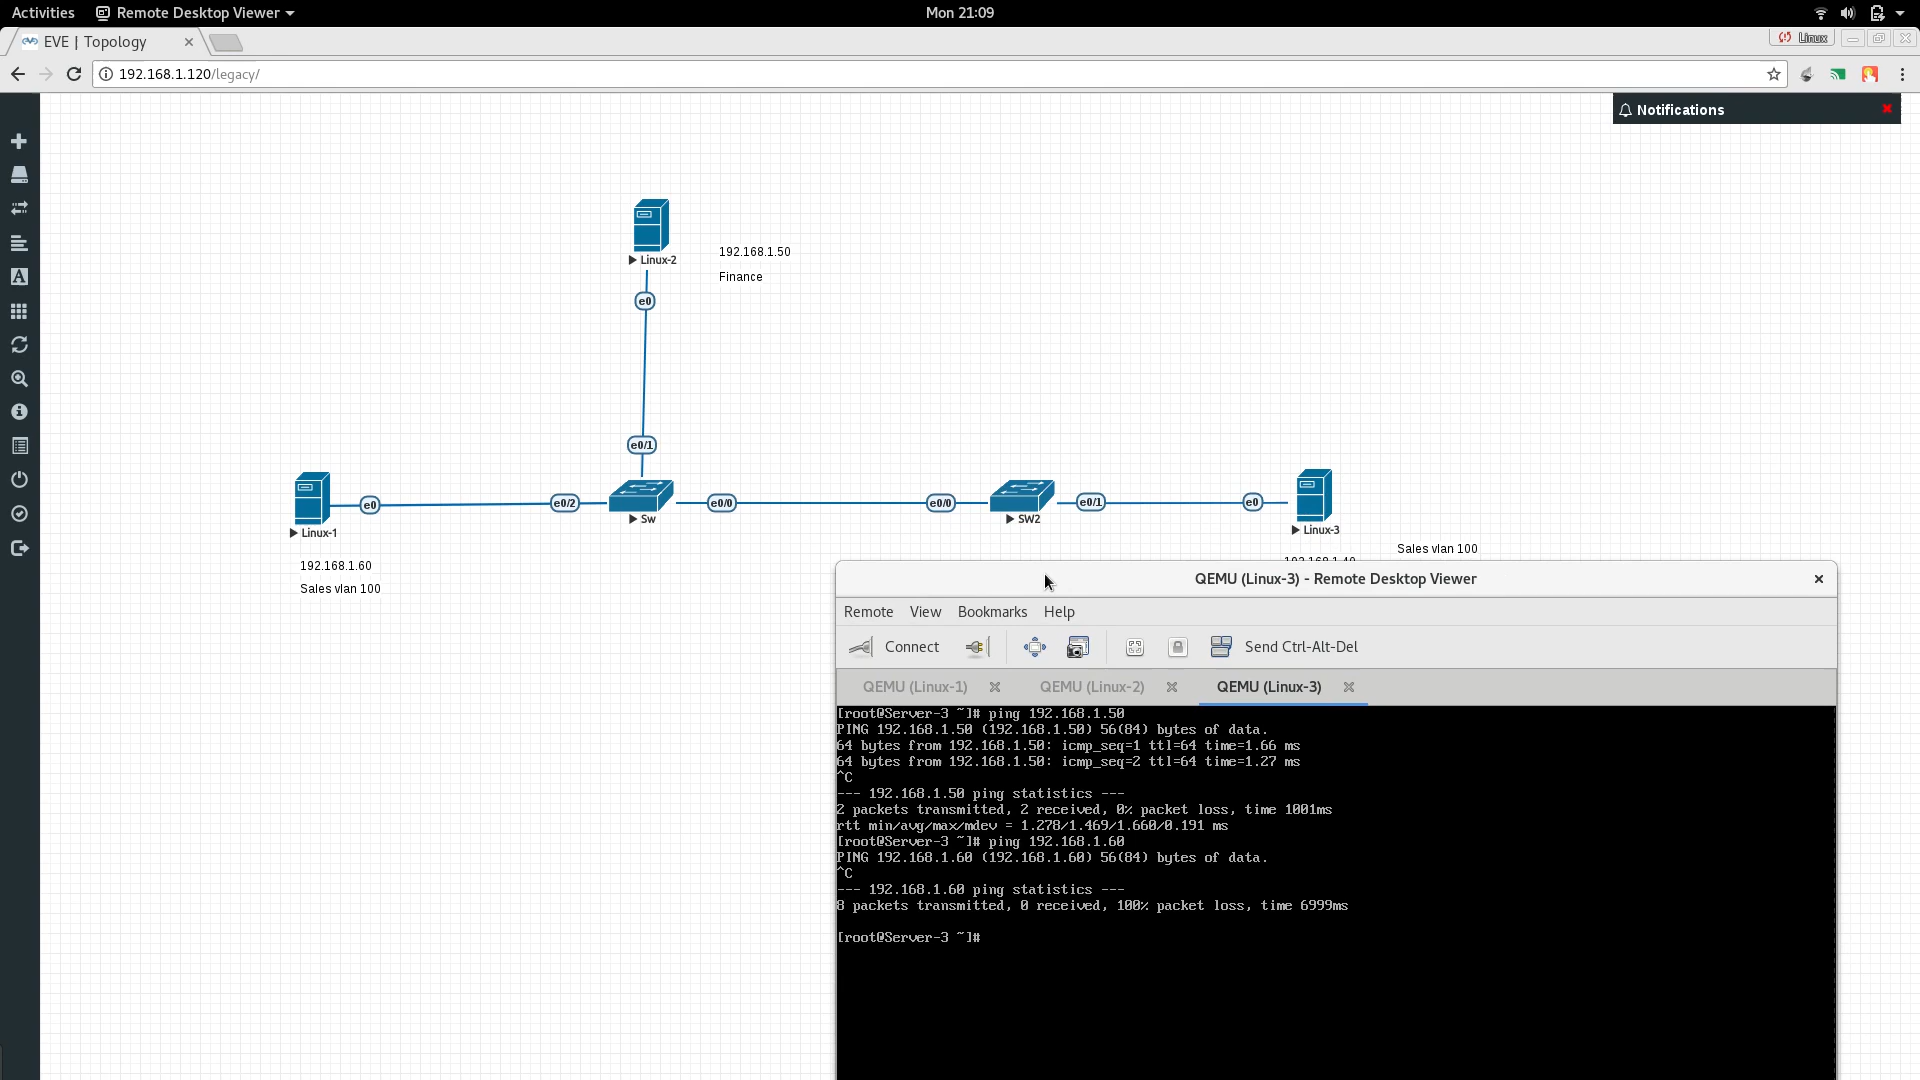 Activities Remote Desktop Viewer Mon 21:09
EVE | Topology Linux
192.168.1.120/legacy/
Notifications
Linux-2
192.168.1.50
Finance
e0
e0/1
e0 e0/2 e0/0 e0/0 e0/1 e0
Linux-1 Sw SW2 Linux-3
192.168.1.60
Sales vlan 100
Sales vlan 100
QEMU (Linux-3) - Remote Desktop Viewer
Remote View Bookmarks Help
Connect Send Ctrl-Alt-Del
QEMU (Linux-1) QEMU (Linux-2) QEMU (Linux-3)
[root@Server-3 ~]# ping 192.168.1.50
PING 192.168.1.50 (192.168.1.50) 56(84) bytes of data.
64 bytes from 192.168.1.50: icmp_seq=1 ttl=64 time=1.66 ms
64 bytes from 192.168.1.50: icmp_seq=2 ttl=64 time=1.27 ms
^C
--- 192.168.1.50 ping statistics ---
2 packets transmitted, 2 received, 0% packet loss, time 1001ms
rtt min/avg/max/mdev = 1.278/1.469/1.660/0.191 ms
[root@Server-3 ~]# ping 192.168.1.60
PING 192.168.1.60 (192.168.1.60) 56(84) bytes of data.
^C
--- 192.168.1.60 ping statistics ---
8 packets transmitted, 0 received, 100% packet loss, time 6999ms
[root@Server-3 ~]#